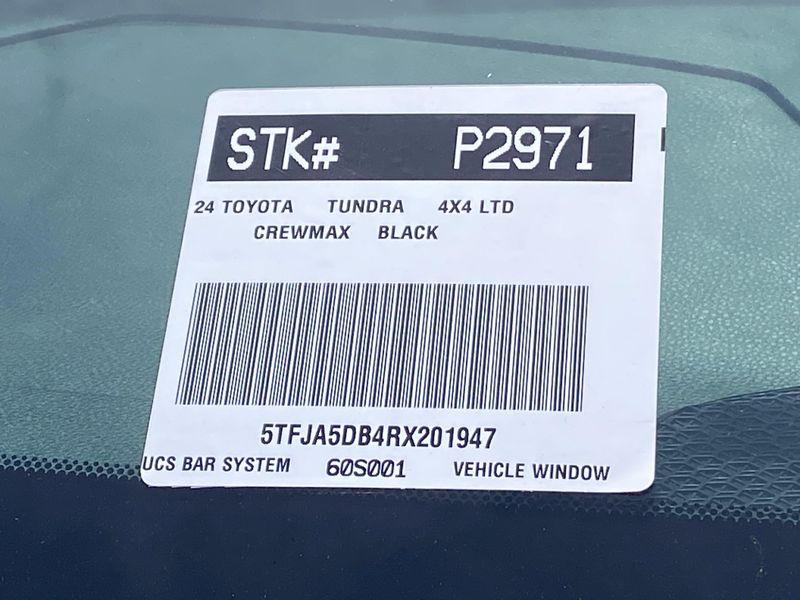 STK# P2971
24 TOYOTA TUNDRA 4X4 LTD
CREWMAX BLACK
5TFJA5DB4RX201947
UCS BAR SYSTEM 60S001 VEHICLE WINDOW